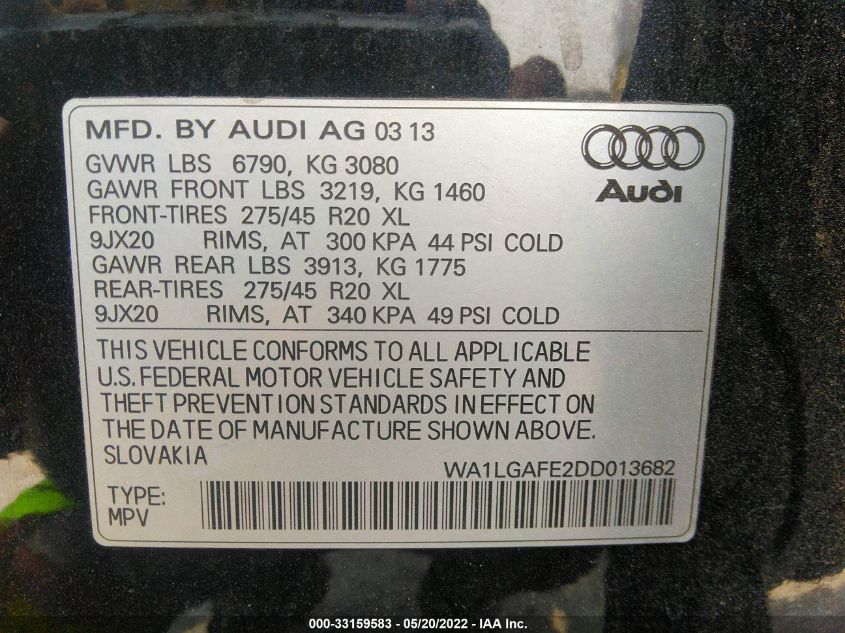 MFD. BY AUDI AG 03 13
GVWR LBS 6790, KG 3080
GAWR FRONT LBS 3219, KG 1460
FRONT-TIRES 275/45 R20 XL
9JX20 RIMS, AT 300 KPA 44 PSI COLD
GAWR REAR LBS 3913, KG 1775
REAR-TIRES 275/45 R20 XL
9JX20 RIMS, AT 340 KPA 49 PSI COLD
Audi
THIS VEHICLE CONFORMS TO ALL APPLICABLE
U.S. FEDERAL MOTOR VEHICLE SAFETY AND
THEFT PREVENTION STANDARDS IN EFFECT ON
THE DATE OF MANUFACTURE SHOWN ABOVE.
SLOVAKIA
WA1LGAFE2DD013682
TYPE:
MPV
000-33159583 - 05/20/2022 - IAA Inc.